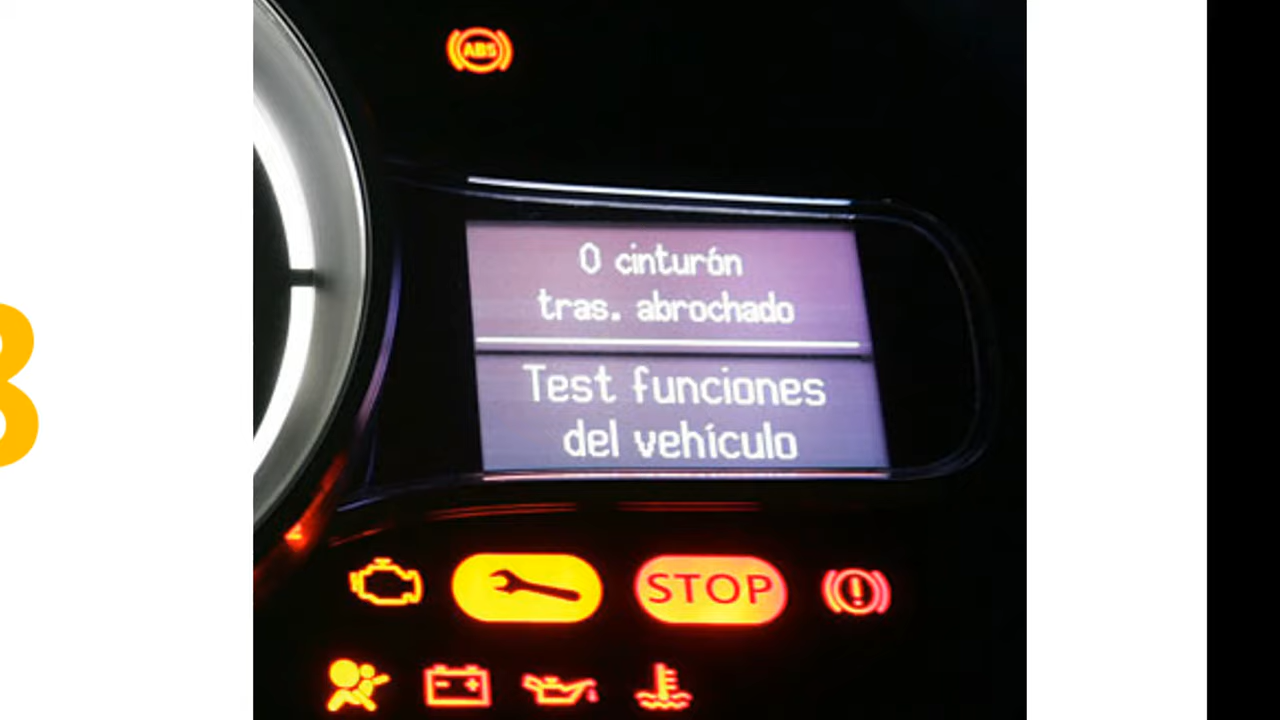 ABS
0 cinturón
tras. abrochado
Test funciones
del vehículo
STOP